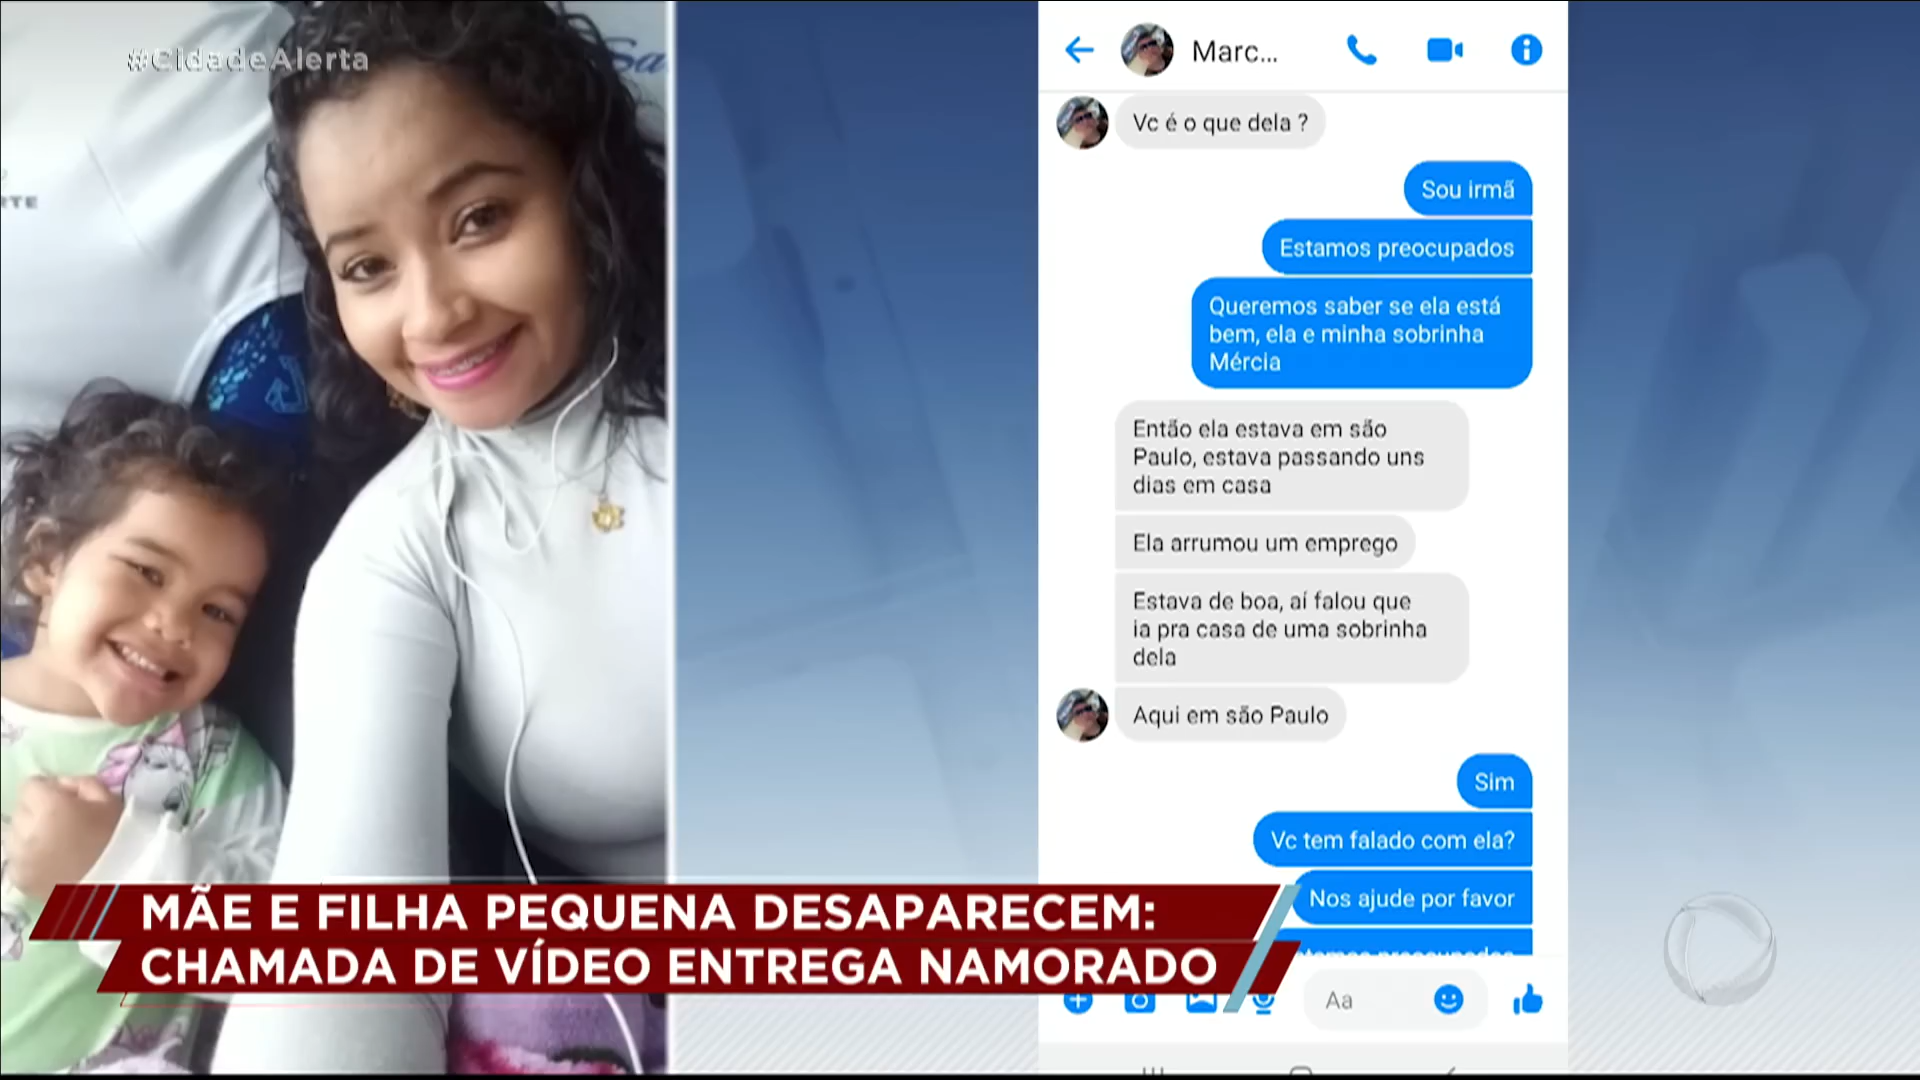 #CidadeAlerta
Sa
RTE
Marc...
Vc é o que dela ?
Sou irmã
Estamos preocupados
Queremos saber se ela está
bem, ela e minha sobrinha
Mércia
Então ela estava em são
Paulo, estava passando uns
dias em casa
Ela arrumou um emprego
Estava de boa, aí falou que
ia pra casa de uma sobrinha
dela
Aqui em são Paulo
Sim
Vc tem falado com ela?
Nos ajude por favor
Aa
MÃE E FILHA PEQUENA DESAPARECEM:
CHAMADA DE VÍDEO ENTREGA NAMORADO